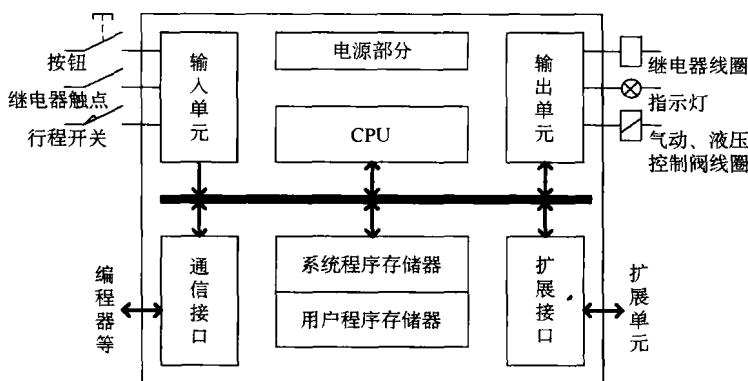 按钮
继电器触点
行程开关
输入单元
电源部分
CPU
输出单元
继电器线圈
指示灯
气动、液压
控制阀线圈
编程器等
通信接口
系统程序存储器
用户程序存储器
扩展接口
扩展单元